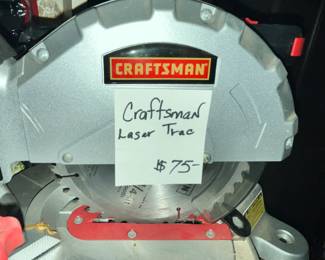 CRAFTSMAN
Craftsman
Laser Trac
$75-